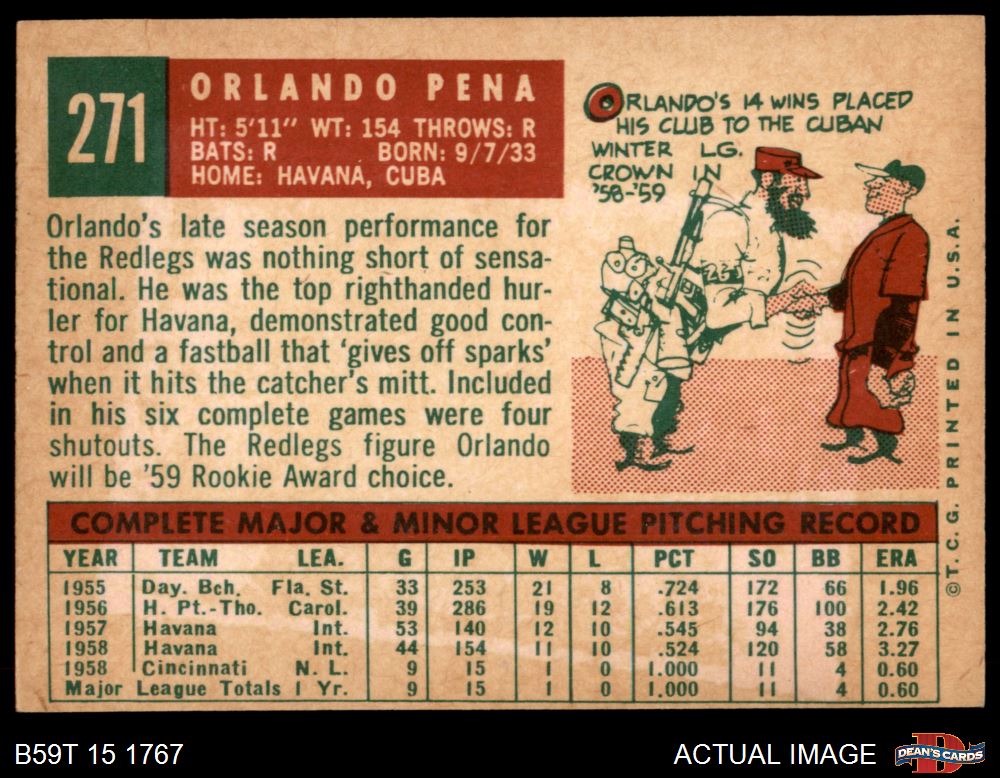 271
ORLANDO PENA
HT: 5'11" WT: 154 THROWS: R
BATS: R BORN: 9/7/33
HOME: HAVANA, CUBA
ORLANDO'S 14 WINS PLACED
HIS CLUB TO THE CUBAN
WINTER LG.
CROWN IN
'58-'59
Orlando's late season performance for
the Redlegs was nothing short of sensa-
tional. He was the top righthanded hur-
ler for Havana, demonstrated good con-
trol and a fastball that 'gives off sparks'
when it hits the catcher's mitt. Included
in his six complete games were four
shutouts. The Redlegs figure Orlando
will be '59 Rookie Award choice.
COMPLETE MAJOR & MINOR LEAGUE PITCHING RECORD
YEAR TEAM LEA. G IP W L PCT SO BB ERA
1955 Day. Bch. Fla. St. 33 253 21 8 .724 172 66 1.96
1956 H. Pt.-Tho. Carol. 39 286 19 12 .613 176 100 2.42
1957 Havana Int. 53 140 12 10 .545 94 38 2.76
1958 Havana Int. 44 154 11 10 .524 120 58 3.27
1958 Cincinnati N. L. 9 15 1 0 1.000 11 4 0.60
Major League Totals 1 Yr. 9 15 1 0 1.000 11 4 0.60
© T. C. G. PRINTED IN U.S.A.
B59T 15 1767
ACTUAL IMAGE
DEAN'S CARDS